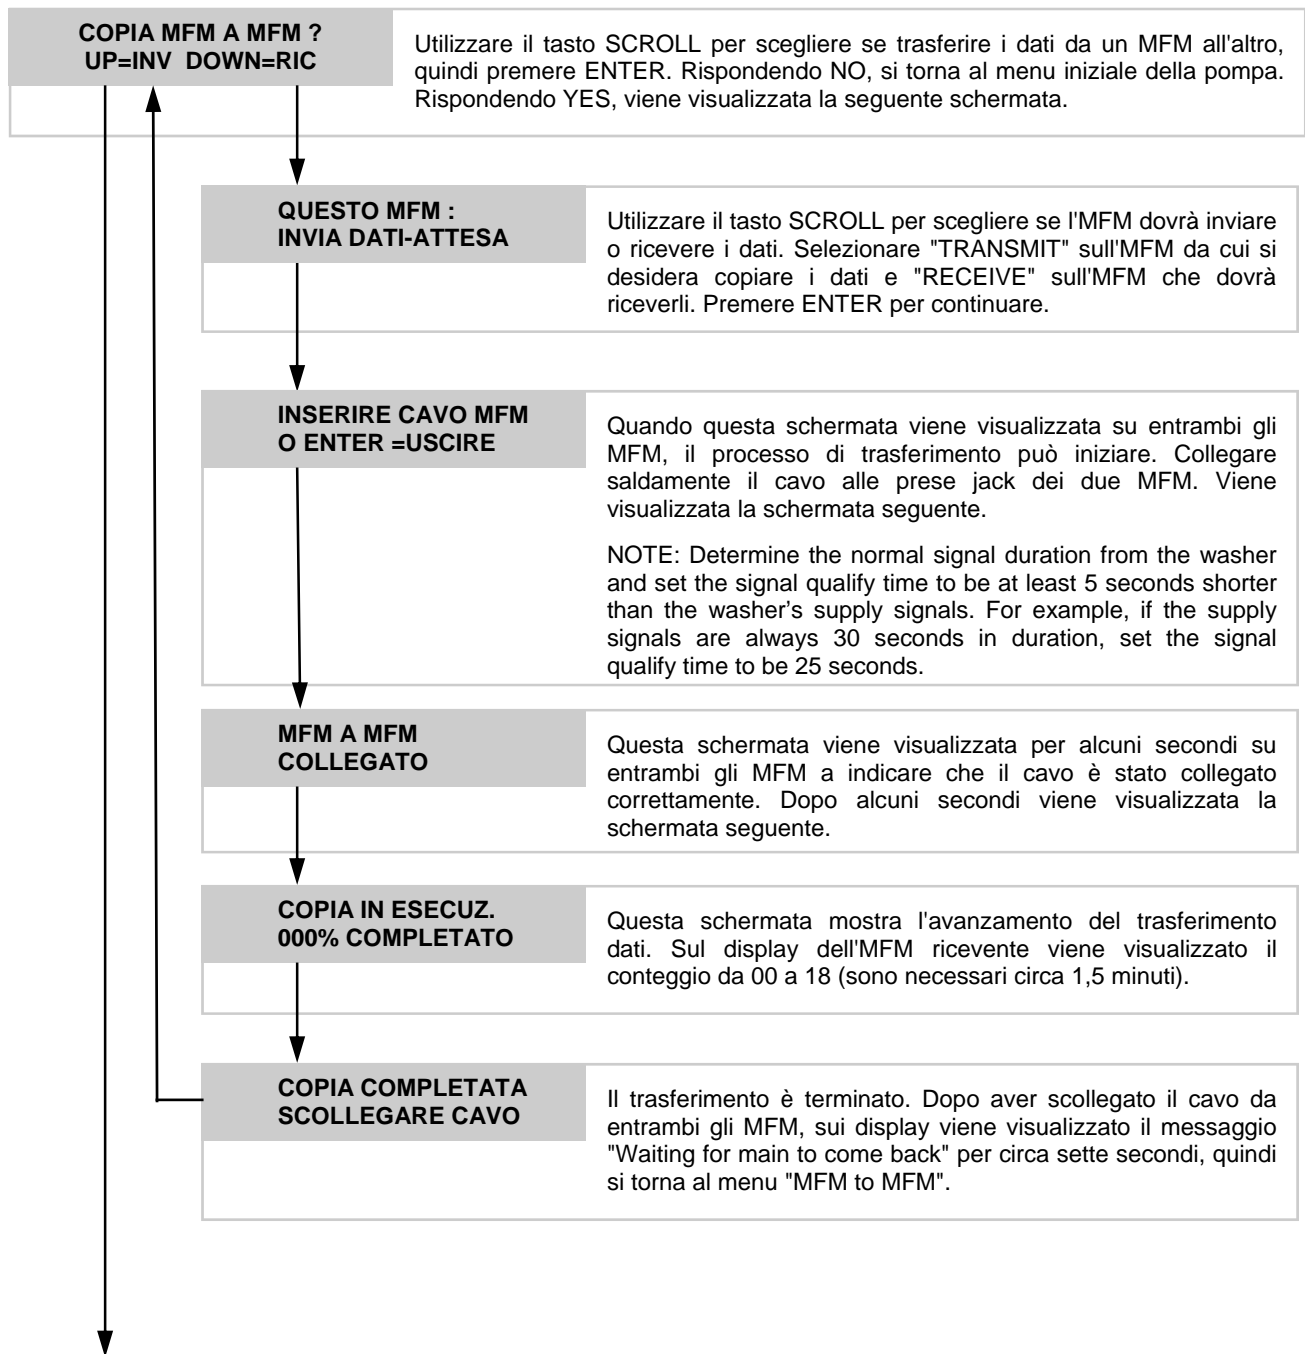 COPIA MFM A MFM ?
UP=INV DOWN=RIC
Utilizzare il tasto SCROLL per scegliere se trasferire i dati da un MFM all'altro,
quindi premere ENTER. Rispondendo NO, si torna al menu iniziale della pompa.
Rispondendo YES, viene visualizzata la seguente schermata.
QUESTO MFM :
INVIA DATI-ATTESA
Utilizzare il tasto SCROLL per scegliere se l'MFM dovrà inviare
o ricevere i dati. Selezionare "TRANSMIT" sull'MFM da cui si
desidera copiare i dati e "RECEIVE" sull'MFM che dovrà
riceverli. Premere ENTER per continuare.
INSERIRE CAVO MFM
O ENTER =USCIRE
Quando questa schermata viene visualizzata su entrambi gli
MFM, il processo di trasferimento può iniziare. Collegare
saldamente il cavo alle prese jack dei due MFM. Viene
visualizzata la schermata seguente.
NOTE: Determine the normal signal duration from the washer
and set the signal qualify time to be at least 5 seconds shorter
than the washer's supply signals. For example, if the supply
signals are always 30 seconds in duration, set the signal
qualify time to be 25 seconds.
MFM A MFM
COLLEGATO
Questa schermata viene visualizzata per alcuni secondi su
entrambi gli MFM a indicare che il cavo è stato collegato
correttamente. Dopo alcuni secondi viene visualizzata la
schermata seguente.
COPIA IN ESECUZ.
000% COMPLETATO
Questa schermata mostra l'avanzamento del trasferimento
dati. Sul display dell'MFM ricevente viene visualizzato il
conteggio da 00 a 18 (sono necessari circa 1,5 minuti).
COPIA COMPLETATA
SCOLLEGARE CAVO
Il trasferimento è terminato. Dopo aver scollegato il cavo da
entrambi gli MFM, sui display viene visualizzato il messaggio
"Waiting for main to come back" per circa sette secondi, quindi
si torna al menu "MFM to MFM".